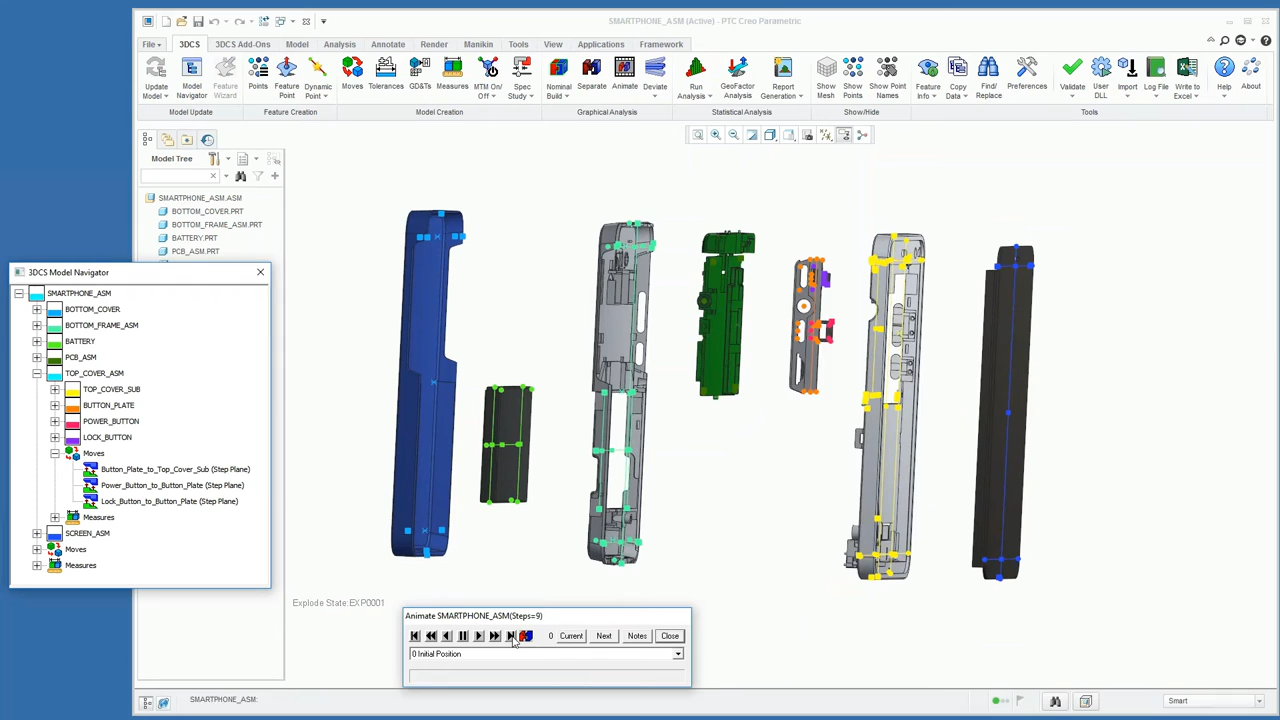 SMARTPHONE_ASM (Active) - PTC Creo Parametric
File 3DCS 3DCS Add-Ons Model Analysis Annotate Render Manikin Tools View Applications Framework
Update Model Model Navigator Feature Wizard Points Feature Point Dynamic Point Moves Tolerances GD&Ts Measures MTM On/Off Spec Study Nominal Build Separate Animate Deviate Run Analysis GeoFactor Analysis Report Generation Show Mesh Show Points Show Point Names Feature Info Copy Data Find/Replace Preferences Validate User DLL Import Log File Write to Excel Help About
Model Update Feature Creation Model Creation Graphical Analysis Statistical Analysis Show/Hide Tools
Model Tree
SMARTPHONE_ASM.ASM
BOTTOM_COVER.PRT
BOTTOM_FRAME_ASM.PRT
BATTERY.PRT
PCB_ASM.PRT
3DCS Model Navigator
SMARTPHONE_ASM
BOTTOM_COVER
BOTTOM_FRAME_ASM
BATTERY
PCB_ASM
TOP_COVER_ASM
TOP_COVER_SUB
BUTTON_PLATE
POWER_BUTTON
LOCK_BUTTON
Moves
Button_Plate_to_Top_Cover_Sub (Step Plane)
Power_Button_to_Button_Plate (Step Plane)
Lock_Button_to_Button_Plate (Step Plane)
Measures
SCREEN_ASM
Moves
Measures
Explode State:EXP0001
Animate SMARTPHONE_ASM(Steps=9)
0 Current Next Notes Close
0 Initial Position
SMARTPHONE_ASM:
Smart